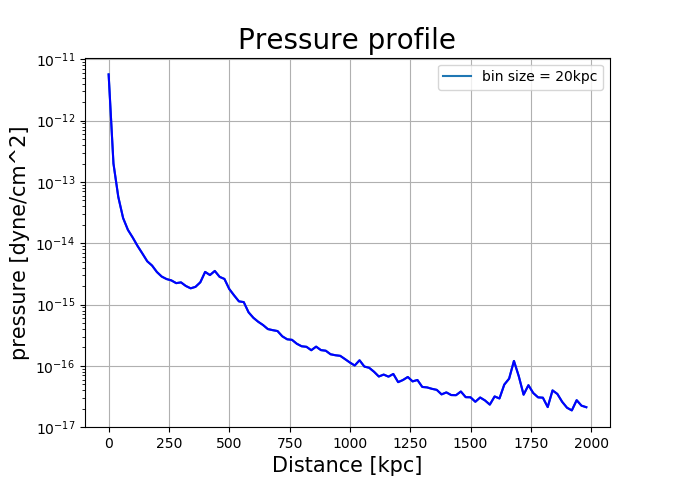 Pressure profile
bin size = 20kpc
pressure [dyne/cm^2]
10⁻¹¹
10⁻¹²
10⁻¹³
10⁻¹⁴
10⁻¹⁵
10⁻¹⁶
10⁻¹⁷
0 250 500 750 1000 1250 1500 1750 2000
Distance [kpc]